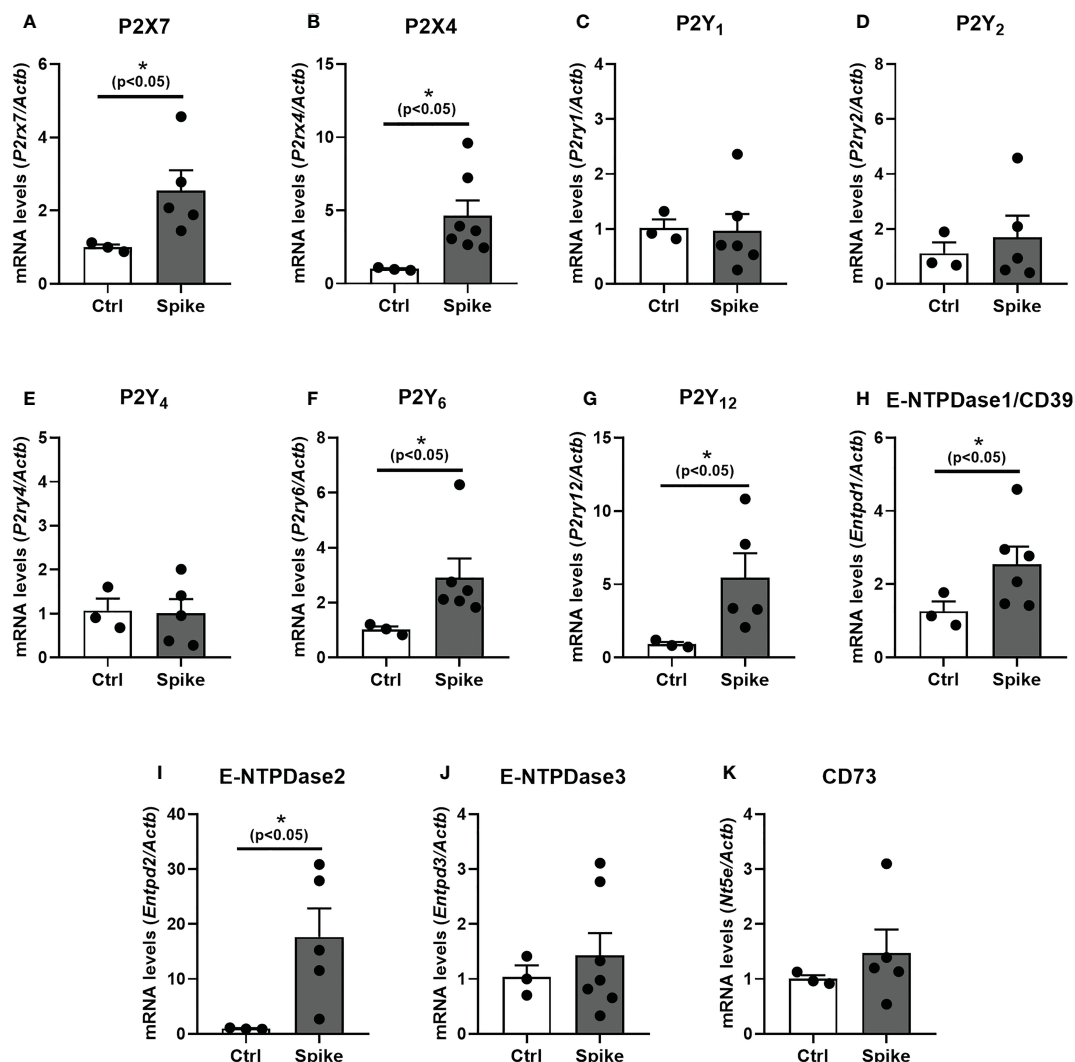 A P2X7
mRNA levels (P2rx7/Actb)
6
4
2
0
*
(p<0.05)
Ctrl Spike
B P2X4
mRNA levels (P2rx4/Actb)
15
10
5
0
*
(p<0.05)
Ctrl Spike
C P2Y1
mRNA levels (P2ry1/Actb)
4
3
2
1
0
Ctrl Spike
D P2Y2
mRNA levels (P2ry2/Actb)
8
6
4
2
0
Ctrl Spike
E P2Y4
mRNA levels (P2ry4/Actb)
5
4
3
2
1
0
Ctrl Spike
F P2Y6
mRNA levels (P2ry6/Actb)
8
6
4
2
0
*
(p<0.05)
Ctrl Spike
G P2Y12
mRNA levels (P2ry12/Actb)
15
10
5
0
*
(p<0.05)
Ctrl Spike
H E-NTPDase1/CD39
mRNA levels (Entpd1/Actb)
6
4
2
0
*
(p<0.05)
Ctrl Spike
I E-NTPDase2
mRNA levels (Entpd2/Actb)
40
30
20
10
0
*
(p<0.05)
Ctrl Spike
J E-NTPDase3
mRNA levels (Entpd3/Actb)
4
3
2
1
0
Ctrl Spike
K CD73
mRNA levels (Nt5e/Actb)
4
3
2
1
0
Ctrl Spike